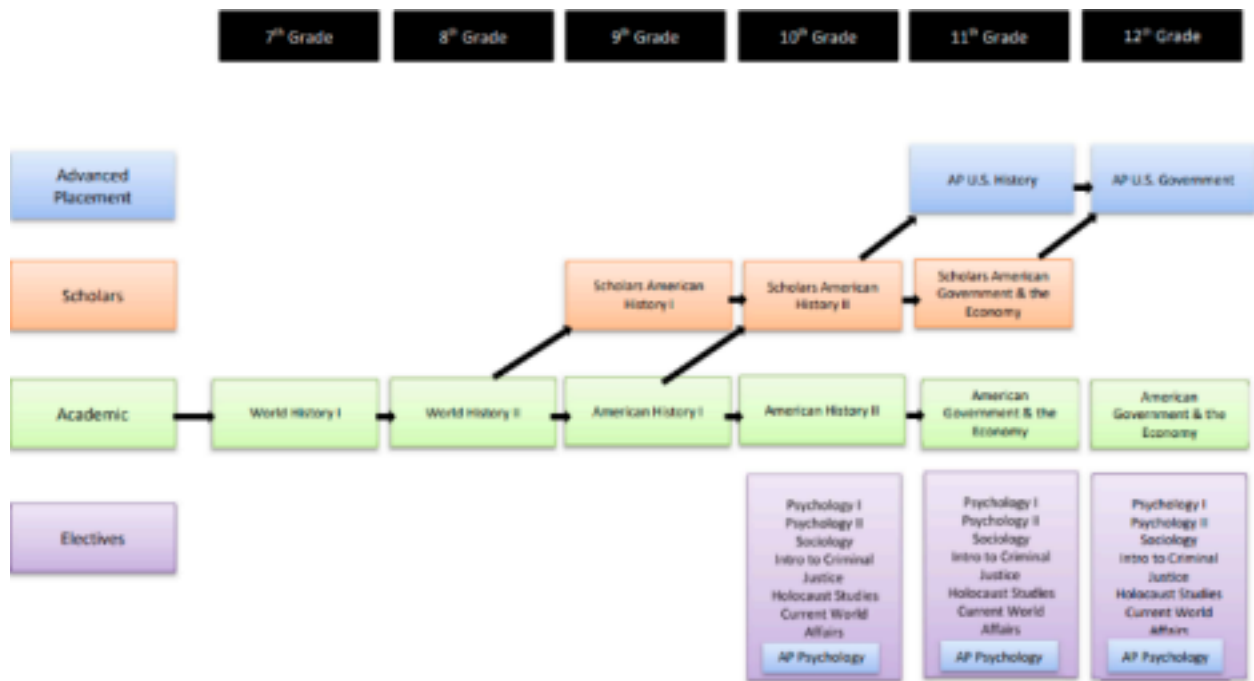 7th Grade
8th Grade
9th Grade
10th Grade
11th Grade
12th Grade
Advanced
Placement
AP U.S. History
AP U.S. Government
Scholars
Scholars American
History I
Scholars American
History II
Scholars American
Government & the
Economy
Academic
World History I
World History II
American History I
American History II
American
Government & the
Economy
American
Government & the
Economy
Electives
Psychology I
Psychology II
Sociology
Intro to Criminal
Justice
Holocaust Studies
Current World
Affairs
AP Psychology
Psychology I
Psychology II
Sociology
Intro to Criminal
Justice
Holocaust Studies
Current World
Affairs
AP Psychology
Psychology I
Psychology II
Sociology
Intro to Criminal
Justice
Holocaust Studies
Current World
Affairs
AP Psychology